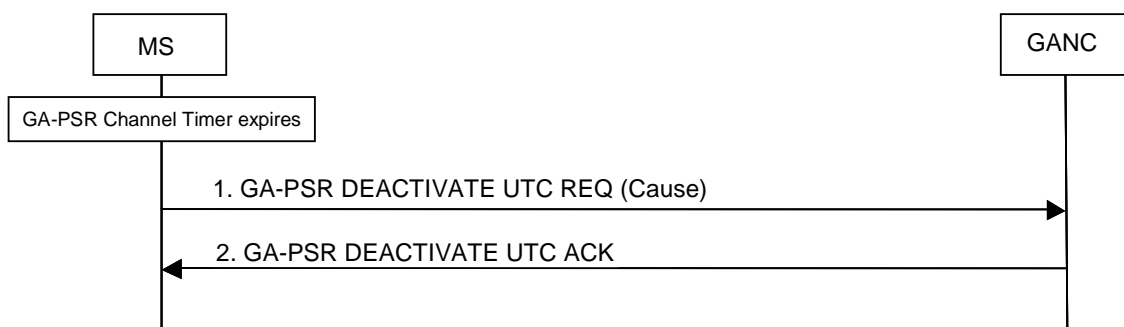 MS
GANC
GA-PSR Channel Timer expires
1. GA-PSR DEACTIVATE UTC REQ (Cause)
2. GA-PSR DEACTIVATE UTC ACK